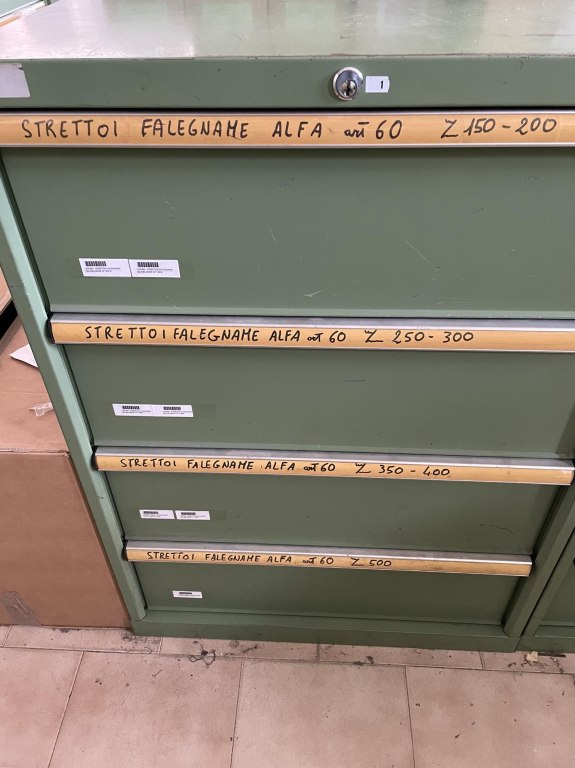 1
STRETTOI FALEGNAME ALFA art 60 Z 150-200
STRETTOI FALEGNAME ALFA art 60 Z 250-300
STRETTOI FALEGNAME ALFA art 60 Z 350-400
STRETTOI FALEGNAME ALFA art 60 Z 500